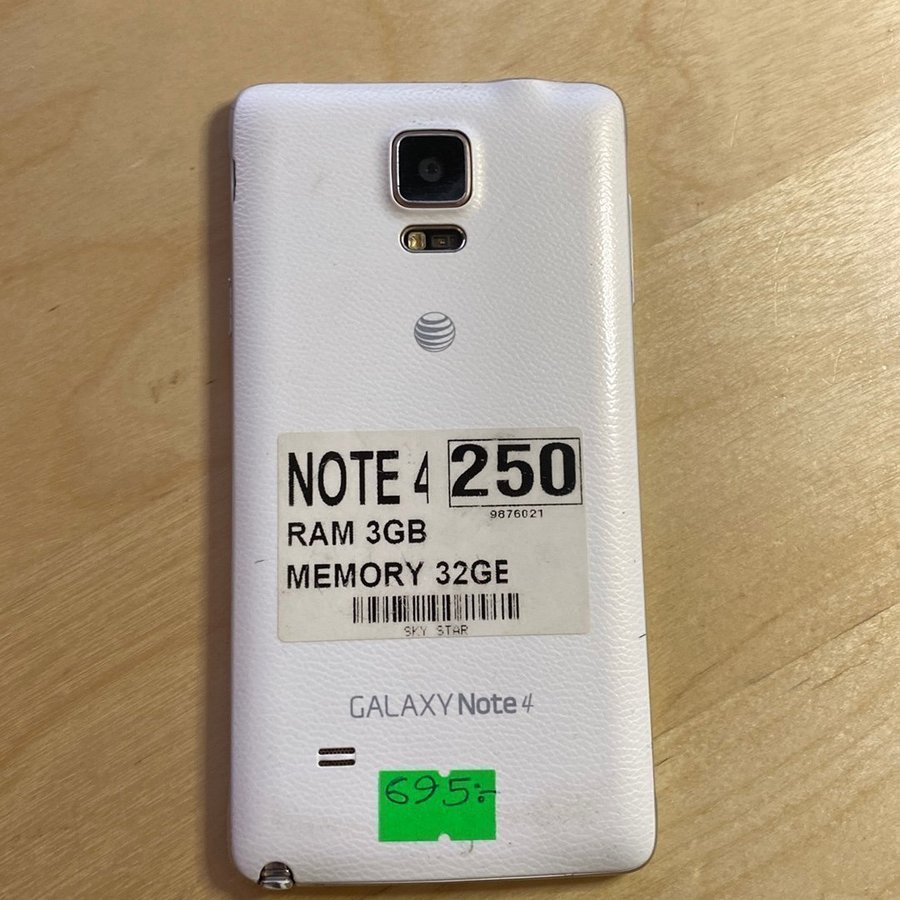 NOTE 4 250
9876021
RAM 3GB
MEMORY 32GE
SKY STAR
GALAXY Note 4
695:-